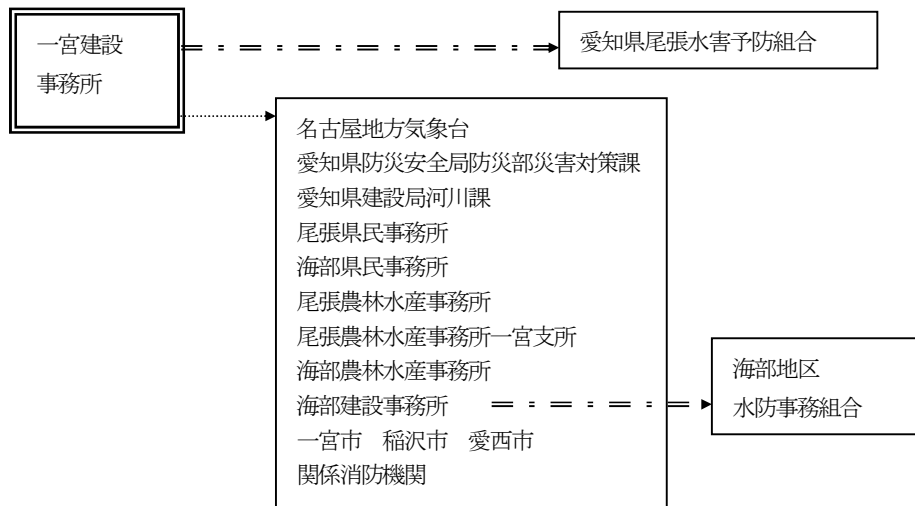 一宮建設
事務所
愛知県尾張水害予防組合
名古屋地方気象台
愛知県防災安全局防災部災害対策課
愛知県建設局河川課
尾張県民事務所
海部県民事務所
尾張農林水産事務所
尾張農林水産事務所一宮支所
海部農林水産事務所
海部建設事務所
一宮市　稲沢市　愛西市
関係消防機関
海部地区
水防事務組合